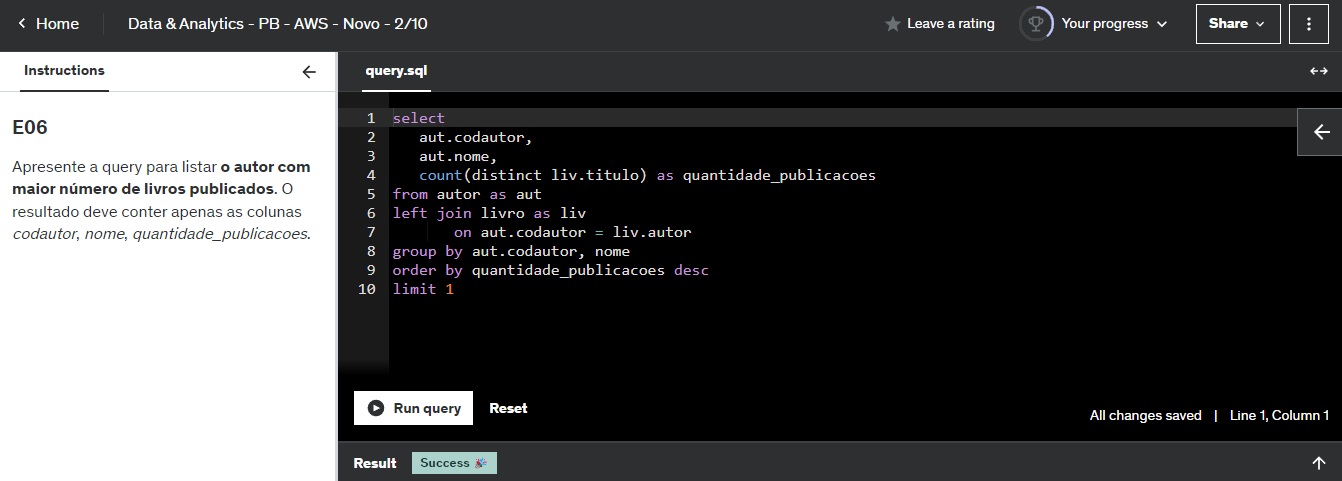 Home
Data & Analytics - PB - AWS - Novo - 2/10
Leave a rating
Your progress
Share
Instructions
E06
Apresente a query para listar o autor com
maior número de livros publicados. O
resultado deve conter apenas as colunas
codautor, nome, quantidade_publicacoes.
query.sql
1 select
2    aut.codautor,
3    aut.nome,
4    count(distinct liv.titulo) as quantidade_publicacoes
5 from autor as aut
6 left join livro as liv
7        on aut.codautor = liv.autor
8 group by aut.codautor, nome
9 order by quantidade_publicacoes desc
10 limit 1
Run query
Reset
All changes saved | Line 1, Column 1
Result
Success 🎉